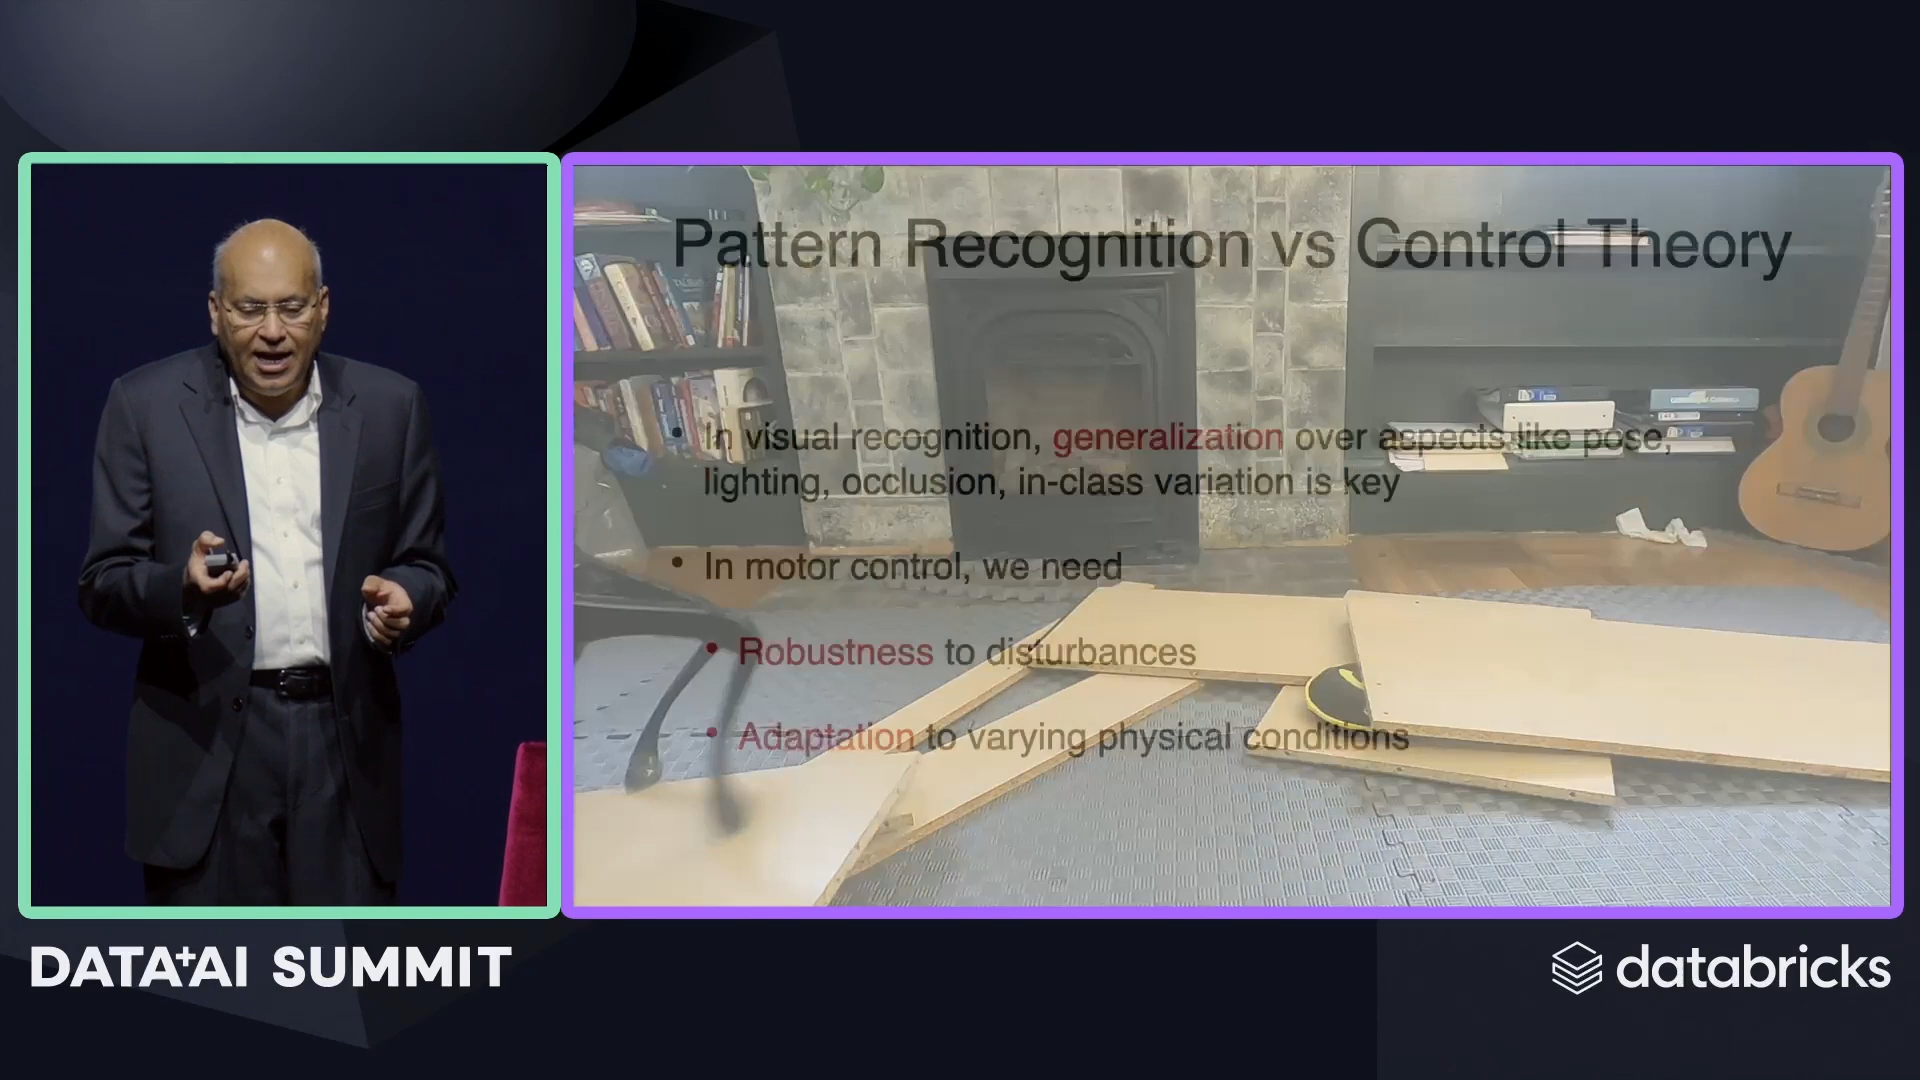 Pattern Recognition vs Control Theory
• In visual recognition, generalization over aspects like pose,
lighting, occlusion, in-class variation is key
• In motor control, we need
• Robustness to disturbances
• Adaptation to varying physical conditions
DATA+AI SUMMIT
databricks